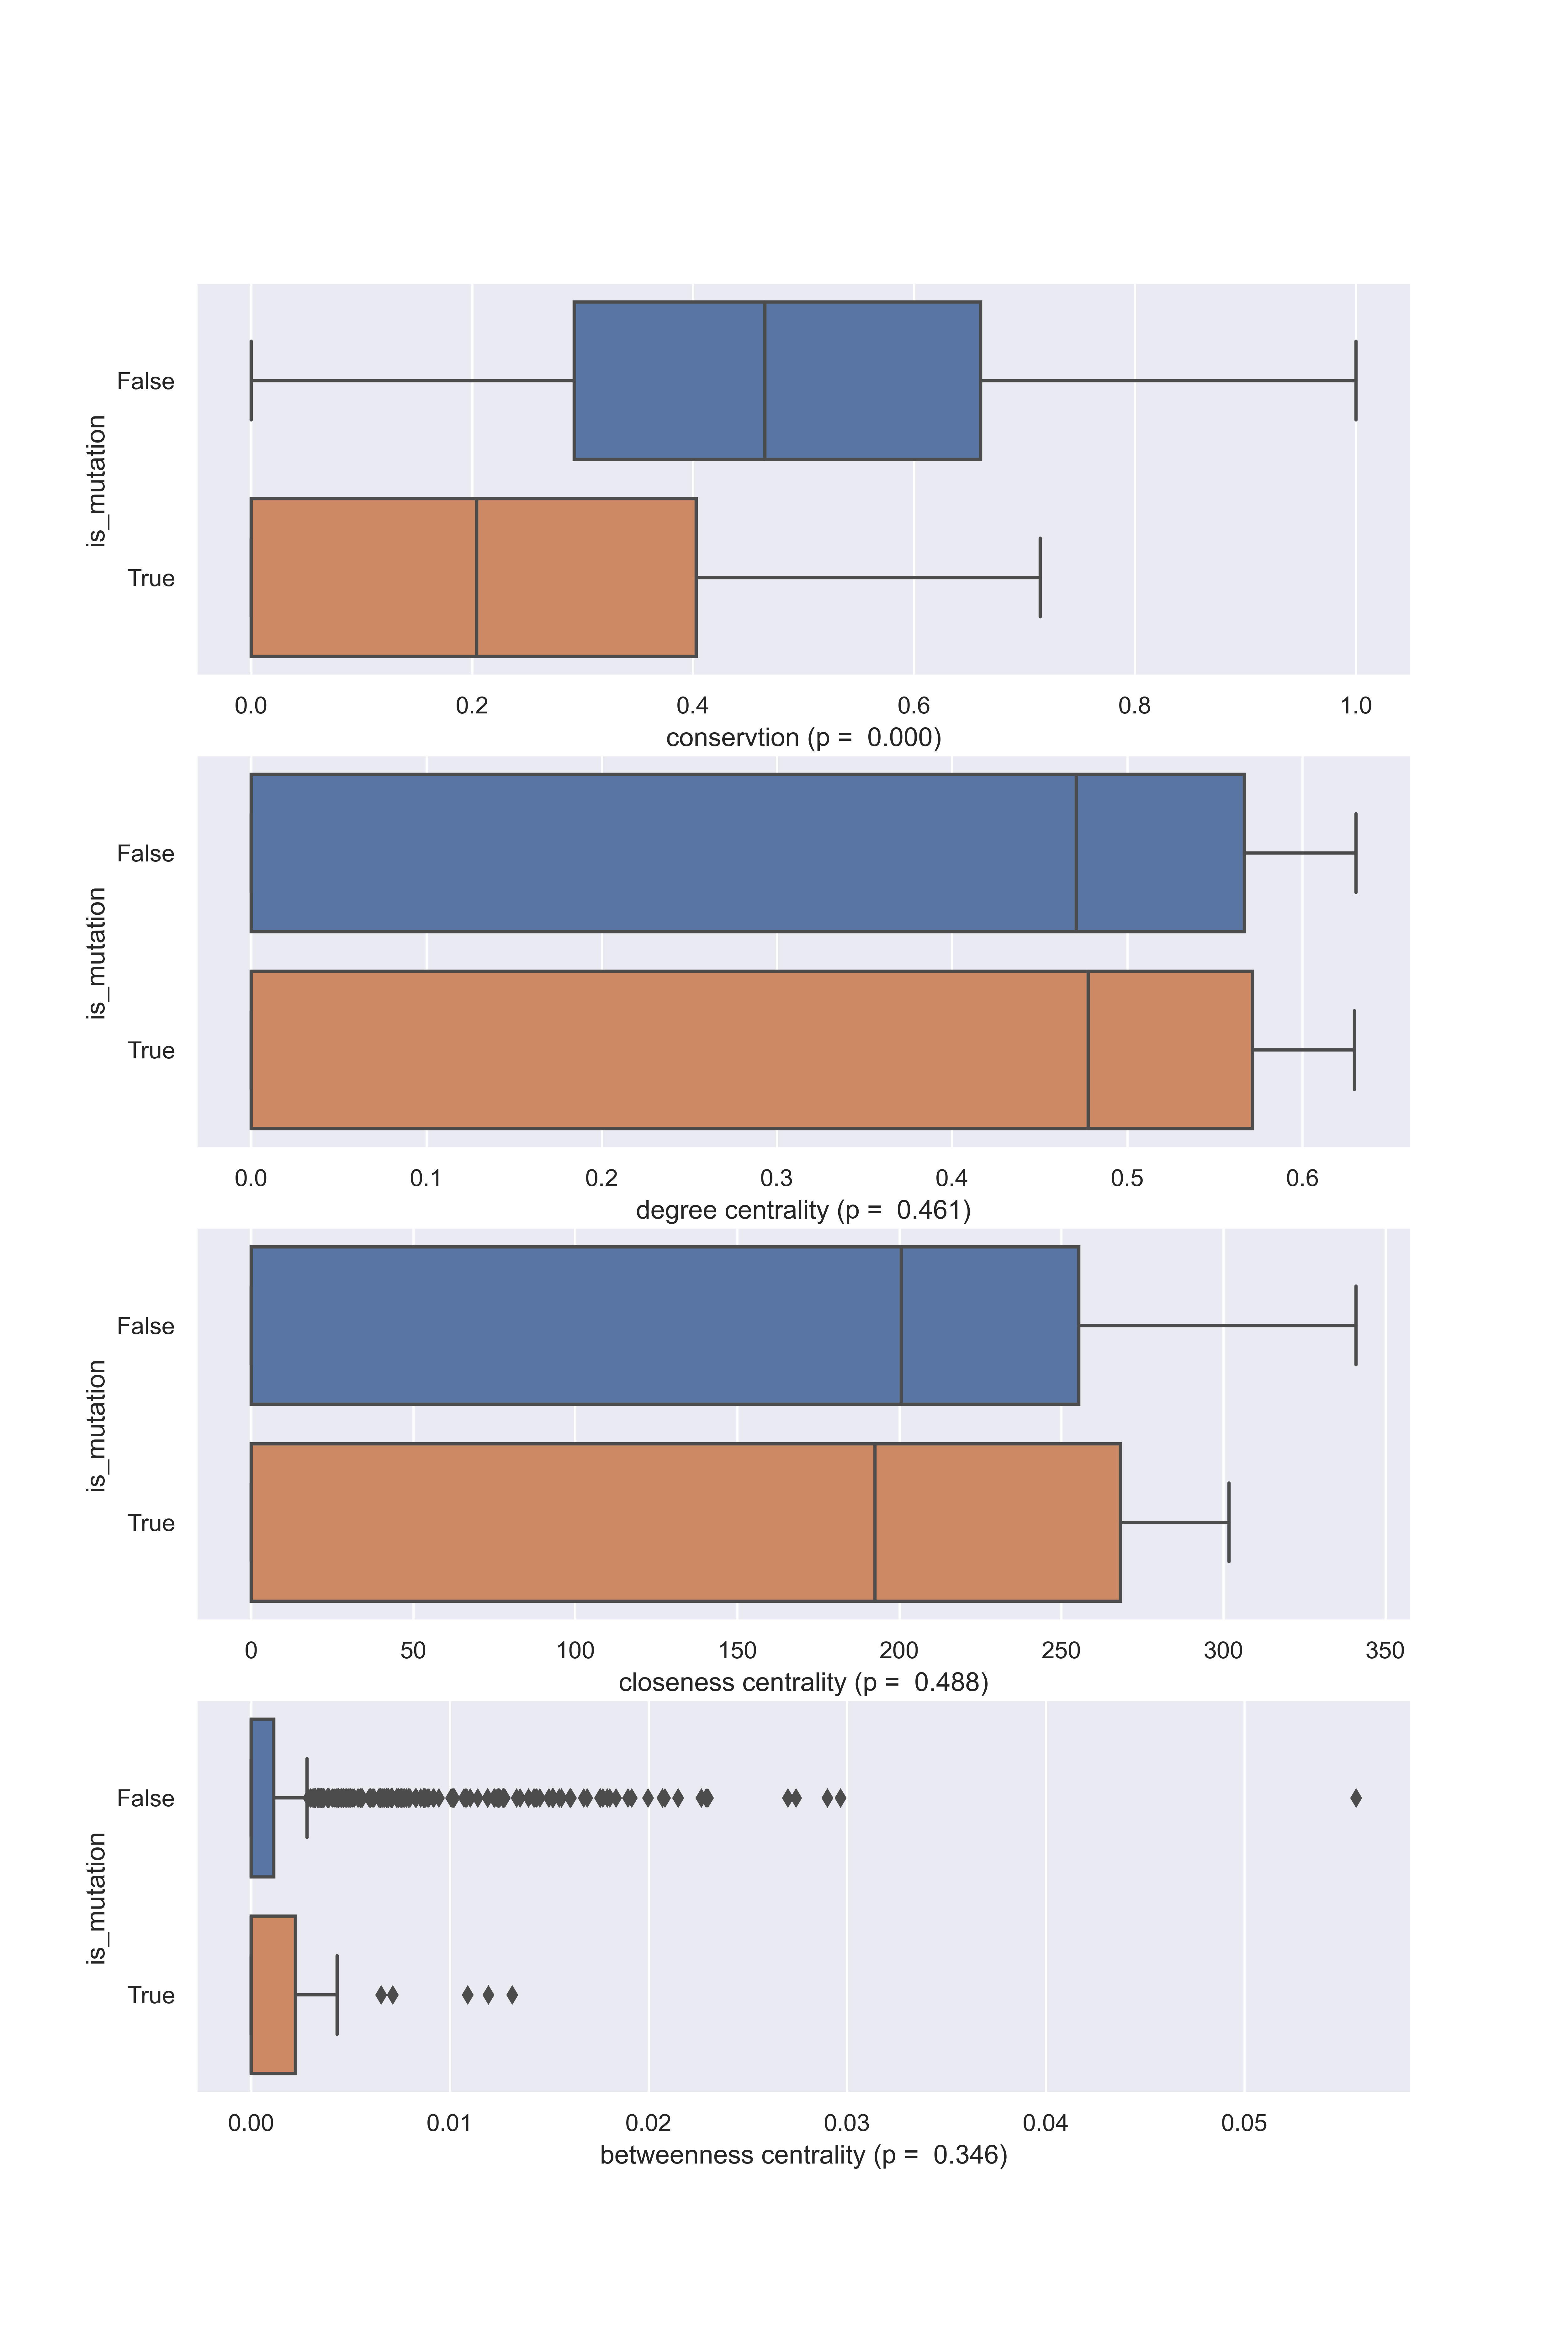 False
is_mutation
True
0.0 0.2 0.4 0.6 0.8 1.0
conservtion (p =  0.000)
False
is_mutation
True
0.0 0.1 0.2 0.3 0.4 0.5 0.6
degree centrality (p =  0.461)
False
is_mutation
True
0 50 100 150 200 250 300 350
closeness centrality (p =  0.488)
False
is_mutation
True
0.00 0.01 0.02 0.03 0.04 0.05
betweenness centrality (p =  0.346)